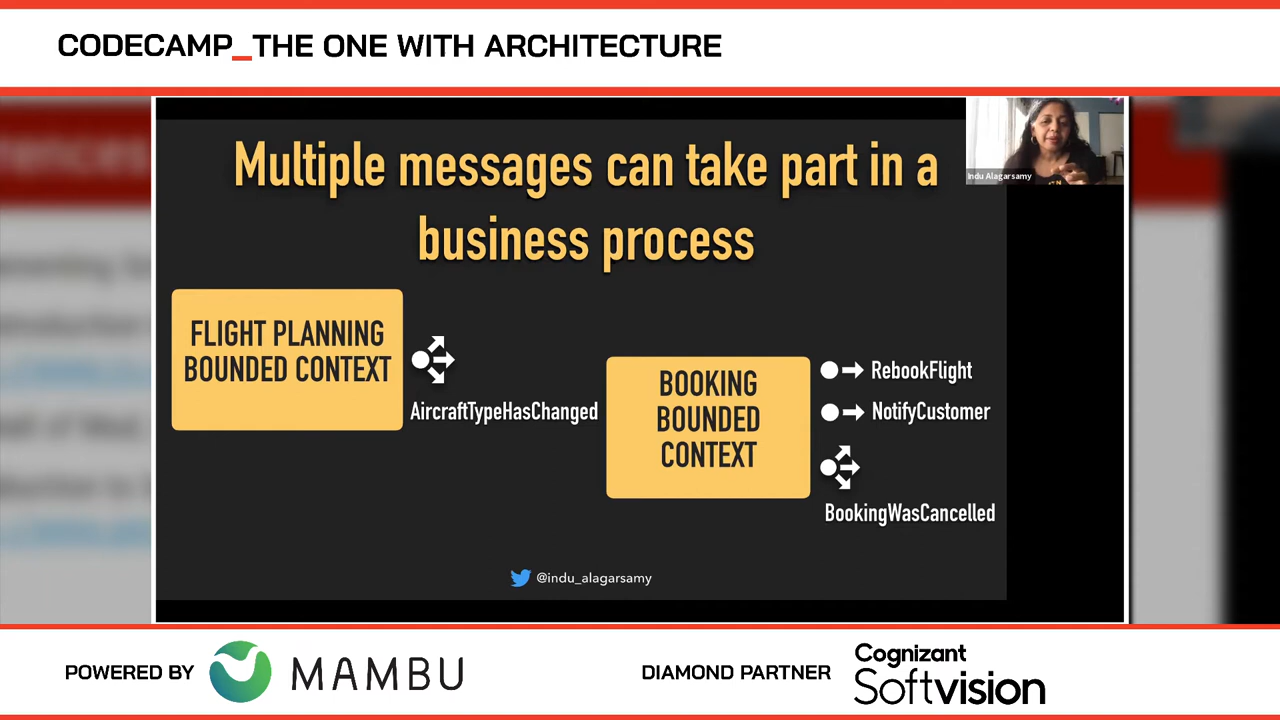 CODECAMP_THE ONE WITH ARCHITECTURE
Multiple messages can take part in a
business process
Indu Alagarsamy
FLIGHT PLANNING
BOUNDED CONTEXT
AircraftTypeHasChanged
BOOKING
BOUNDED
CONTEXT
RebookFlight
NotifyCustomer
BookingWasCancelled
@indu_alagarsamy
POWERED BY
MAMBU
DIAMOND PARTNER
Cognizant
Softvision